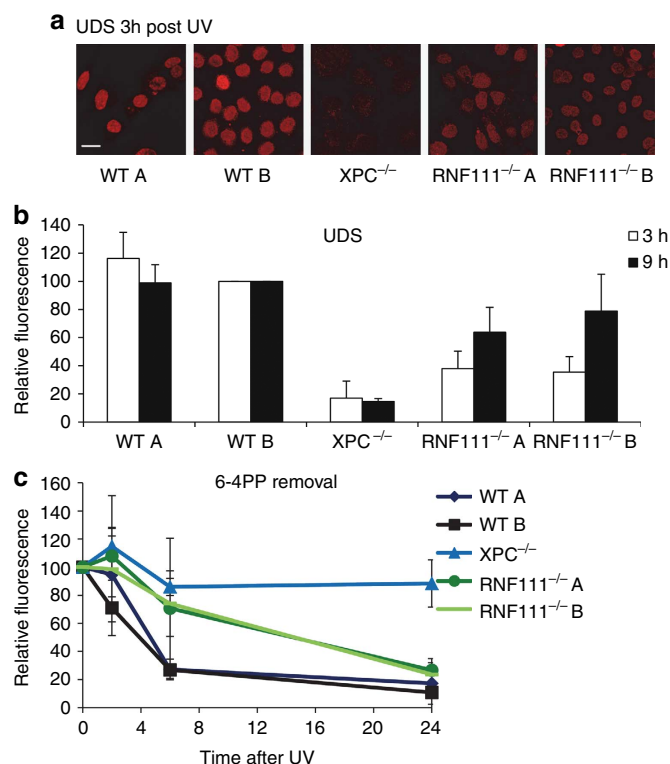 a UDS 3h post UV
WT A WT B XPC⁻/⁻ RNF111⁻/⁻ A RNF111⁻/⁻ B
b
UDS
3 h
9 h
Relative fluorescence
140
120
100
80
60
40
20
0
WT A WT B XPC⁻/⁻ RNF111⁻/⁻ A RNF111⁻/⁻ B
c
6-4PP removal
Relative fluorescence
160
140
120
100
80
60
40
20
0
0 4 8 12 16 20 24
Time after UV
WT A
WT B
XPC⁻/⁻
RNF111⁻/⁻ A
RNF111⁻/⁻ B